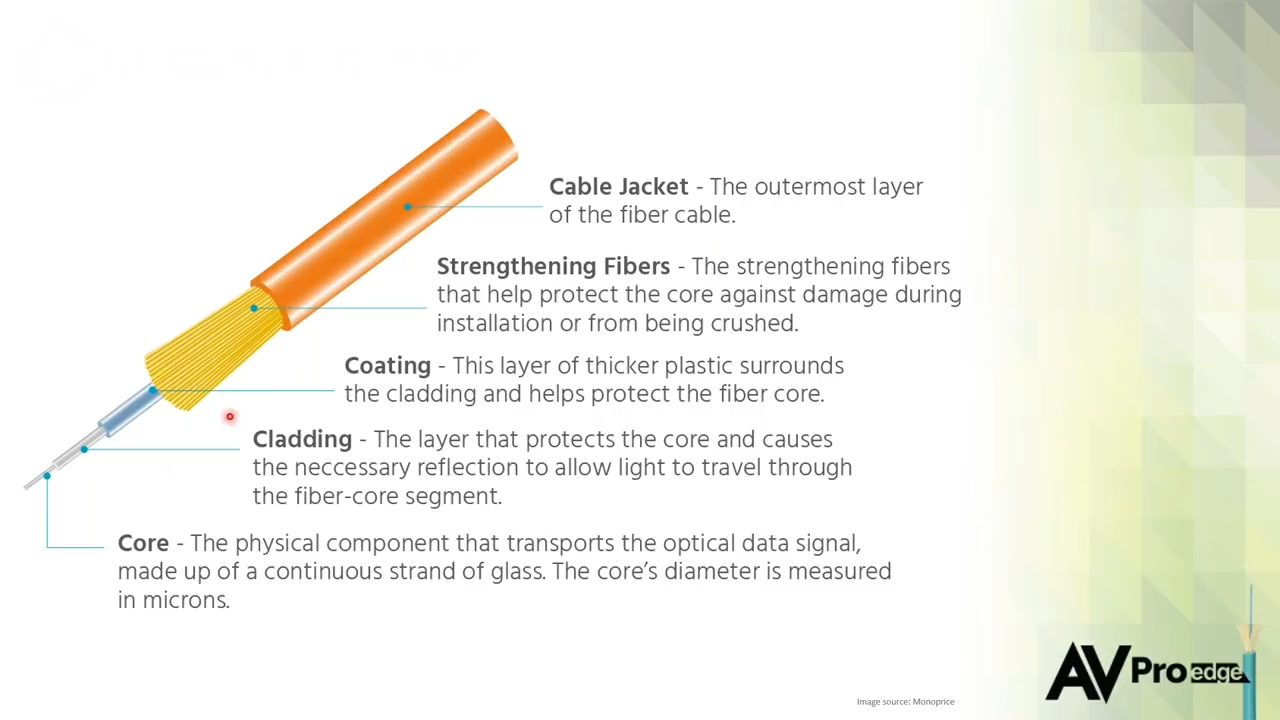 Cable Jacket - The outermost layer
of the fiber cable.
Strengthening Fibers - The strengthening fibers
that help protect the core against damage during
installation or from being crushed.
Coating - This layer of thicker plastic surrounds
the cladding and helps protect the fiber core.
Cladding - The layer that protects the core and causes
the neccessary reflection to allow light to travel through
the fiber-core segment.
Core - The physical component that transports the optical data signal,
made up of a continuous strand of glass. The core's diameter is measured
in microns.
AVPro edge
Image source: Monoprice